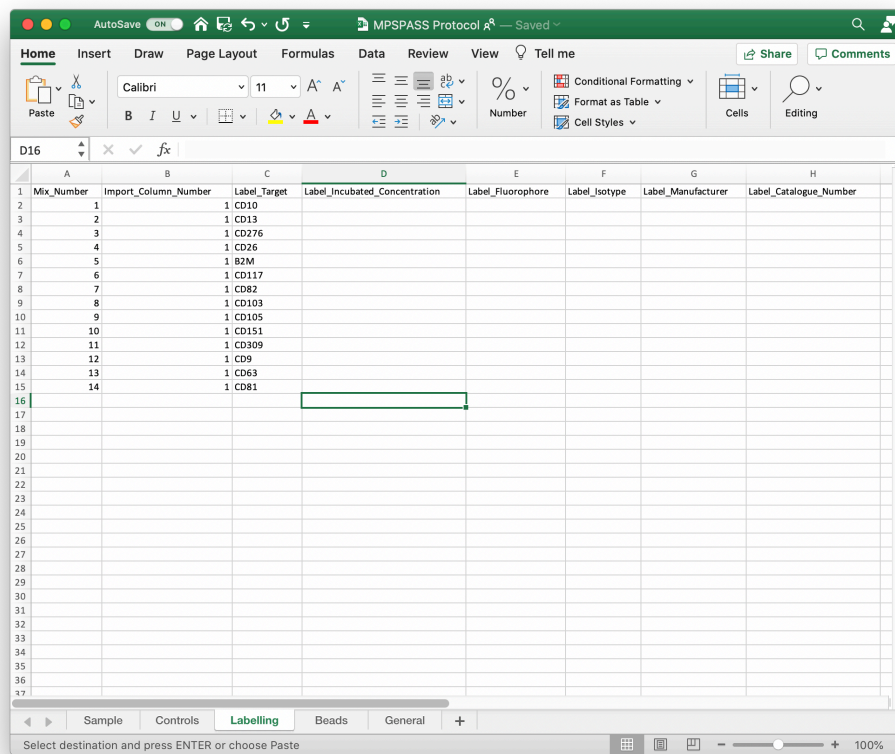 AutoSave ON MPSPASS Protocol — Saved
Home Insert Draw Page Layout Formulas Data Review View Tell me Share Comments
Paste Calibri 11 A A ab Number Conditional Formatting Cells Editing
B I U A Format as Table
Cell Styles
D16 fx
A B C D E F G H
1 Mix_Number Import_Column_Number Label_Target Label_Incubated_Concentration Label_Fluorophore Label_Isotype Label_Manufacturer Label_Catalogue_Number
2 1 1 CD10
3 2 1 CD13
4 3 1 CD276
5 4 1 CD26
6 5 1 B2M
7 6 1 CD117
8 7 1 CD82
9 8 1 CD103
10 9 1 CD105
11 10 1 CD151
12 11 1 CD309
13 12 1 CD9
14 13 1 CD63
15 14 1 CD81
16
17
18
19
20
21
22
23
24
25
26
27
28
29
30
31
32
33
34
35
36
37
Sample Controls Labelling Beads General +
Select destination and press ENTER or choose Paste 100%